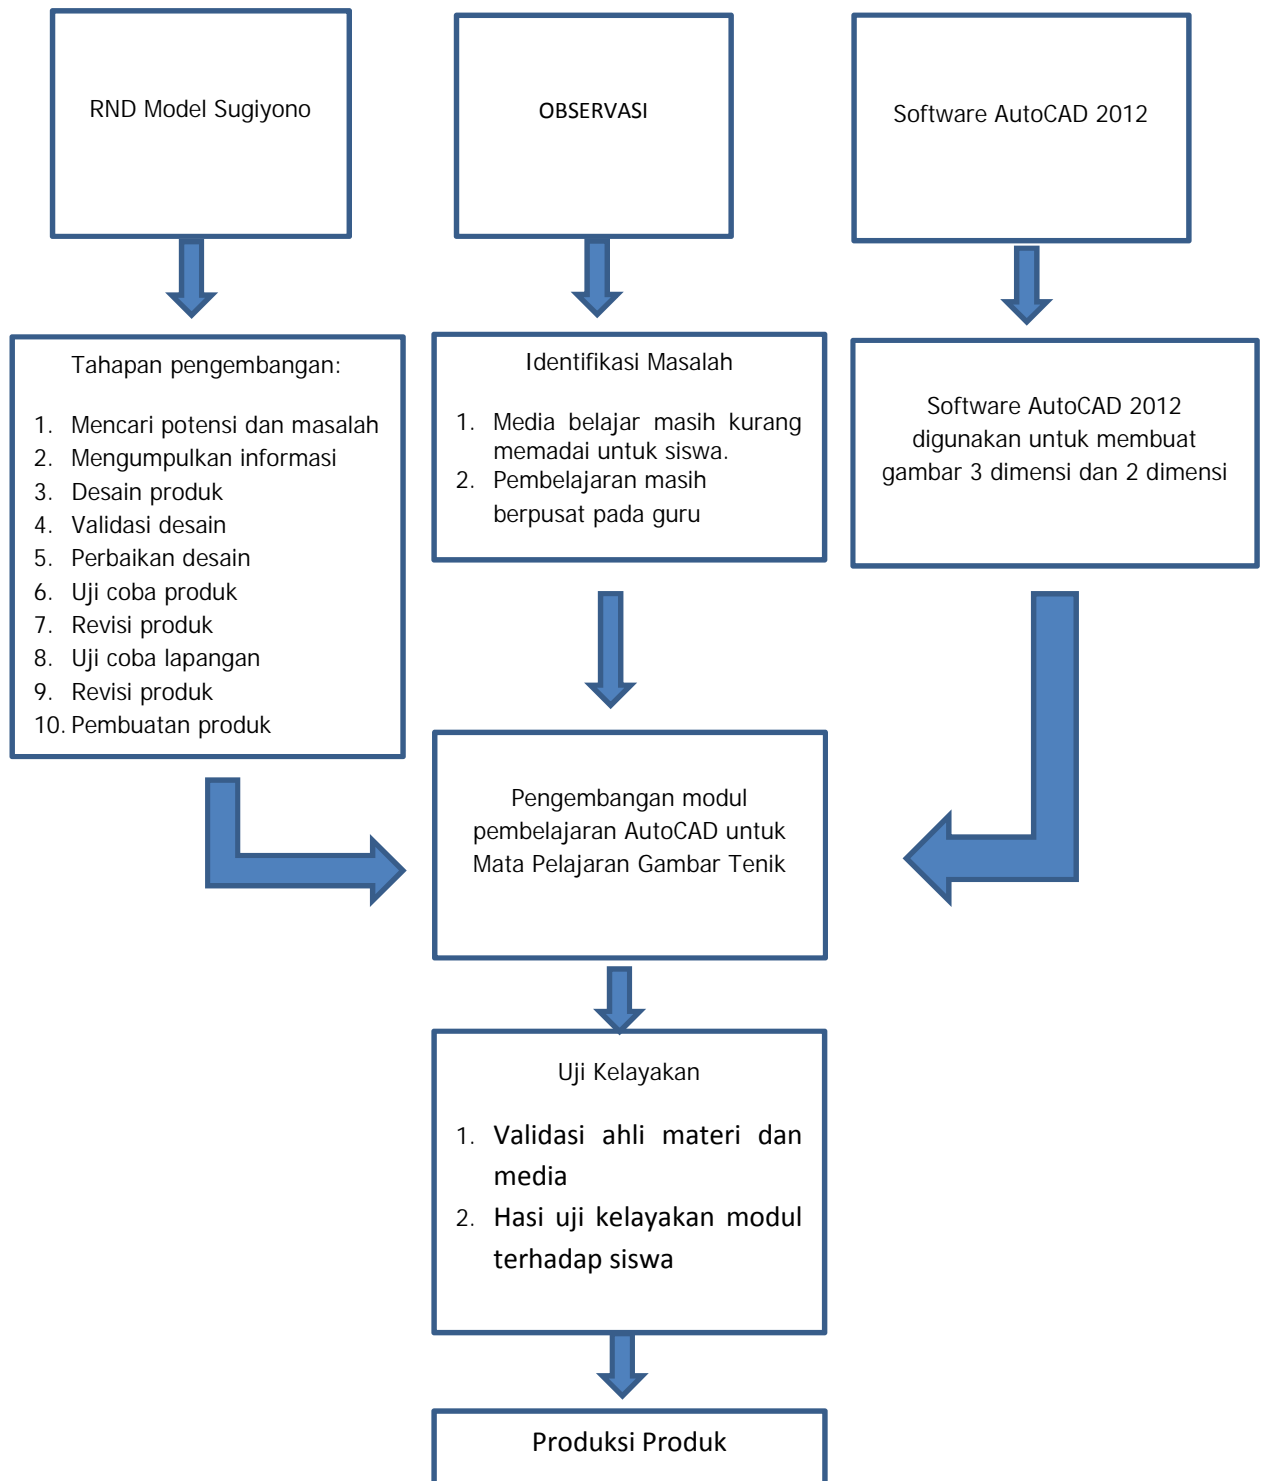 RND Model Sugiyono
OBSERVASI
Software AutoCAD 2012
Tahapan pengembangan:
1. Mencari potensi dan masalah
2. Mengumpulkan informasi
3. Desain produk
4. Validasi desain
5. Perbaikan desain
6. Uji coba produk
7. Revisi produk
8. Uji coba lapangan
9. Revisi produk
10. Pembuatan produk
Identifikasi Masalah
1. Media belajar masih kurang
memadai untuk siswa.
2. Pembelajaran masih
berpusat pada guru
Software AutoCAD 2012
digunakan untuk membuat
gambar 3 dimensi dan 2 dimensi
Pengembangan modul
pembelajaran AutoCAD untuk
Mata Pelajaran Gambar Tenik
Uji Kelayakan
1. Validasi ahli materi dan
media
2. Hasi uji kelayakan modul
terhadap siswa
Produksi Produk